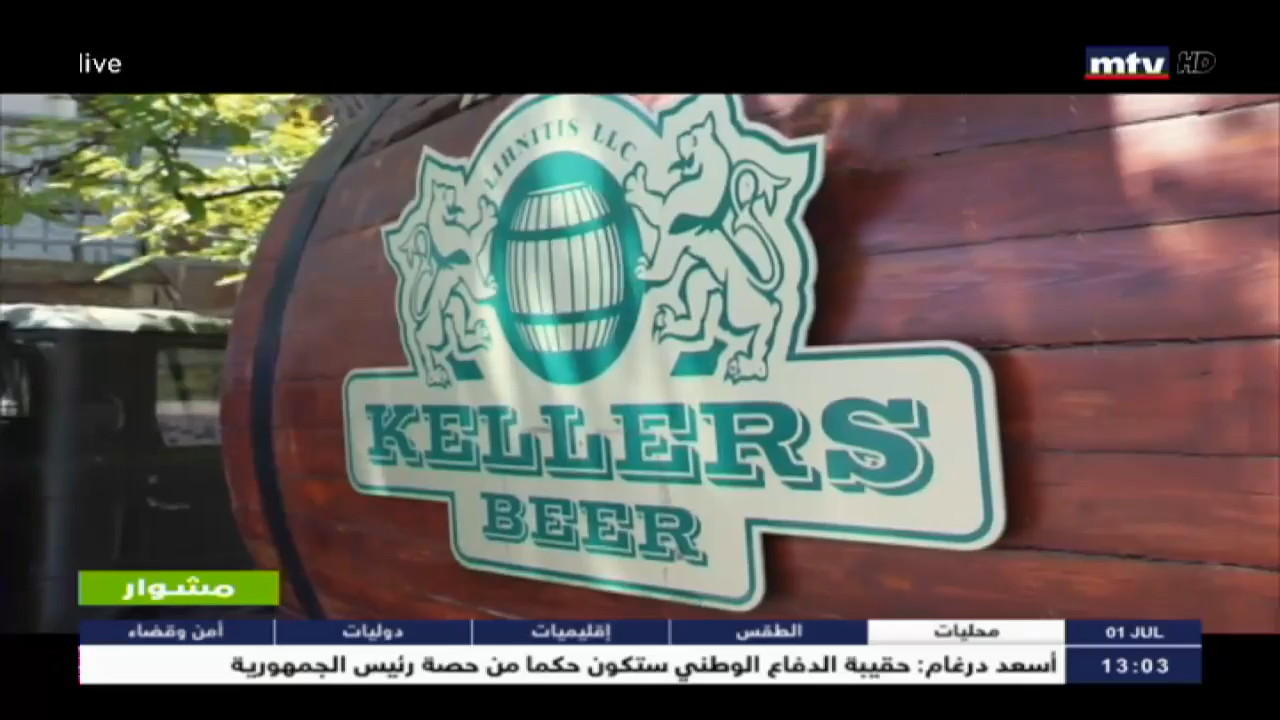 live
mtv HD
LIHNITIS LLC
KELLERS
BEER
مشوار
01 JUL
محليات
الطقس
إقليميات
دوليات
أمن وقضاء
13:03
أسعد درغام: حقيبة الدفاع الوطني ستكون حكما من حصة رئيس الجمهورية